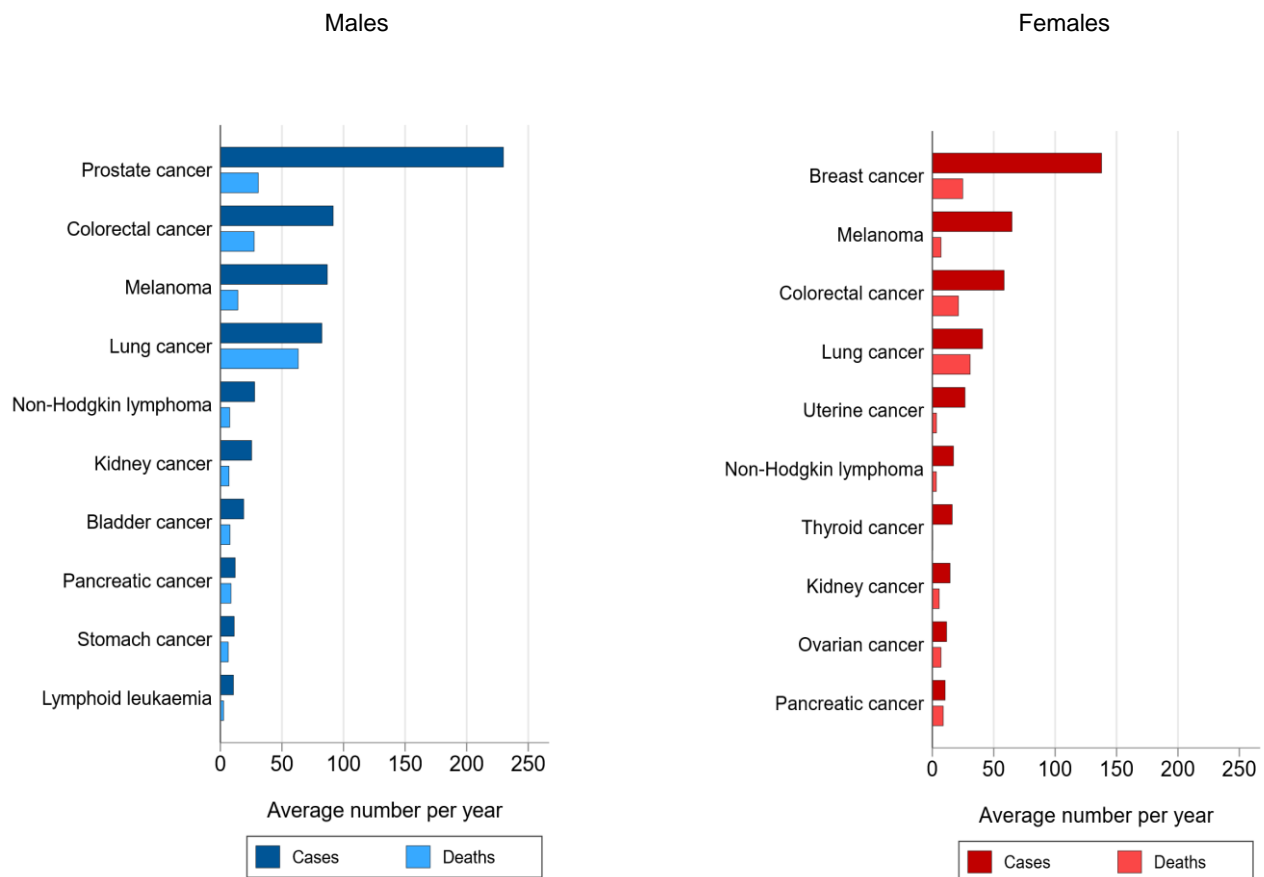 Males
Prostate cancer
Colorectal cancer
Melanoma
Lung cancer
Non-Hodgkin lymphoma
Kidney cancer
Bladder cancer
Pancreatic cancer
Stomach cancer
Lymphoid leukaemia
0 50 100 150 200 250
Average number per year
Cases Deaths
Females
Breast cancer
Melanoma
Colorectal cancer
Lung cancer
Uterine cancer
Non-Hodgkin lymphoma
Thyroid cancer
Kidney cancer
Ovarian cancer
Pancreatic cancer
0 50 100 150 200 250
Average number per year
Cases Deaths